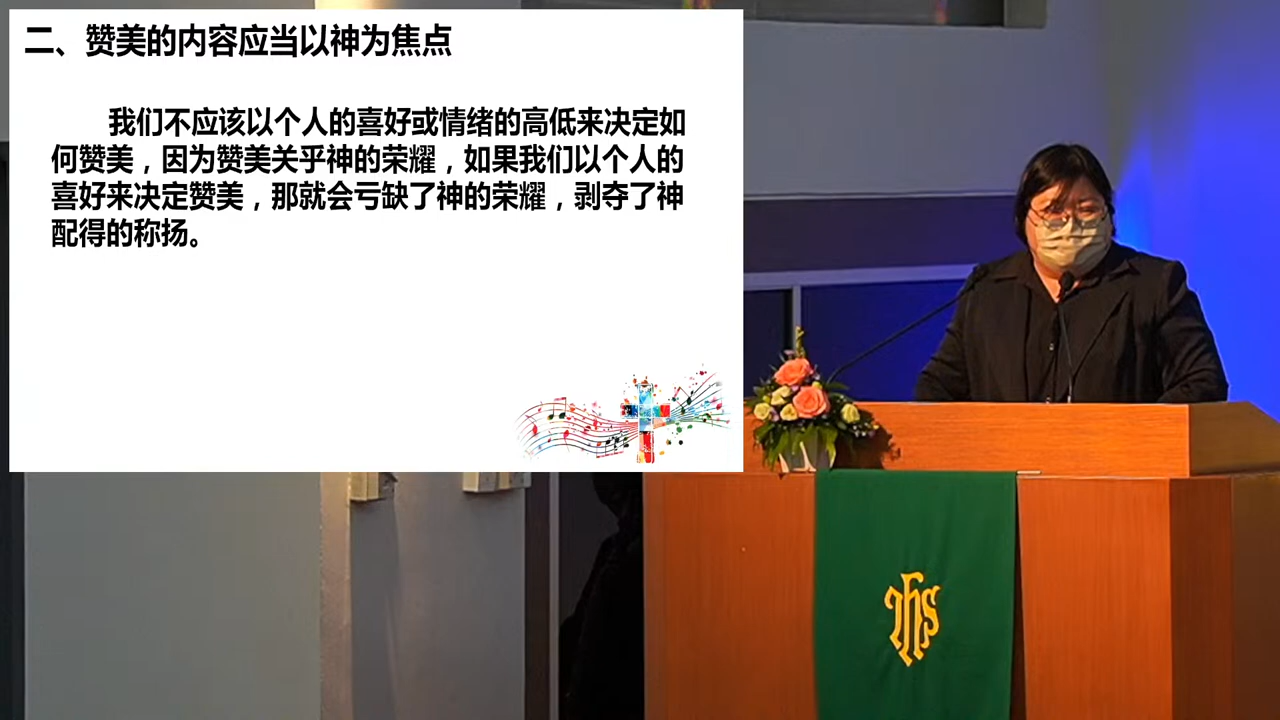 二、赞美的内容应当以神为焦点
我们不应该以个人的喜好或情绪的高低来决定如
何赞美，因为赞美关乎神的荣耀，如果我们以个人的
喜好来决定赞美，那就会亏缺了神的荣耀，剥夺了神
配得的称扬。
IHS